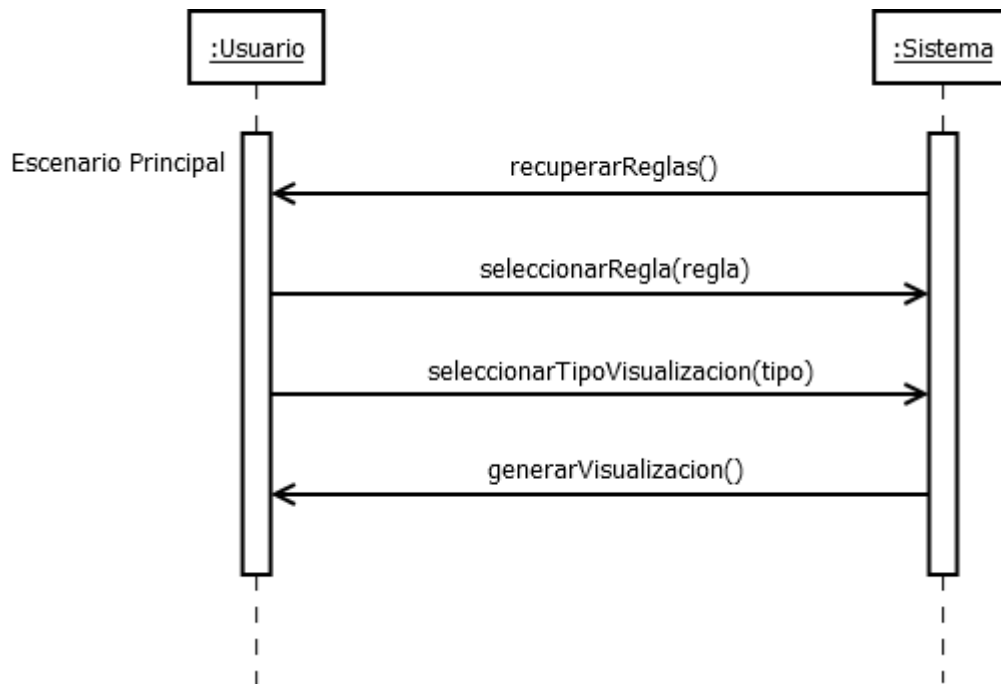 :Usuario
:Sistema
Escenario Principal
recuperarReglas()
seleccionarRegla(regla)
seleccionarTipoVisualizacion(tipo)
generarVisualizacion()